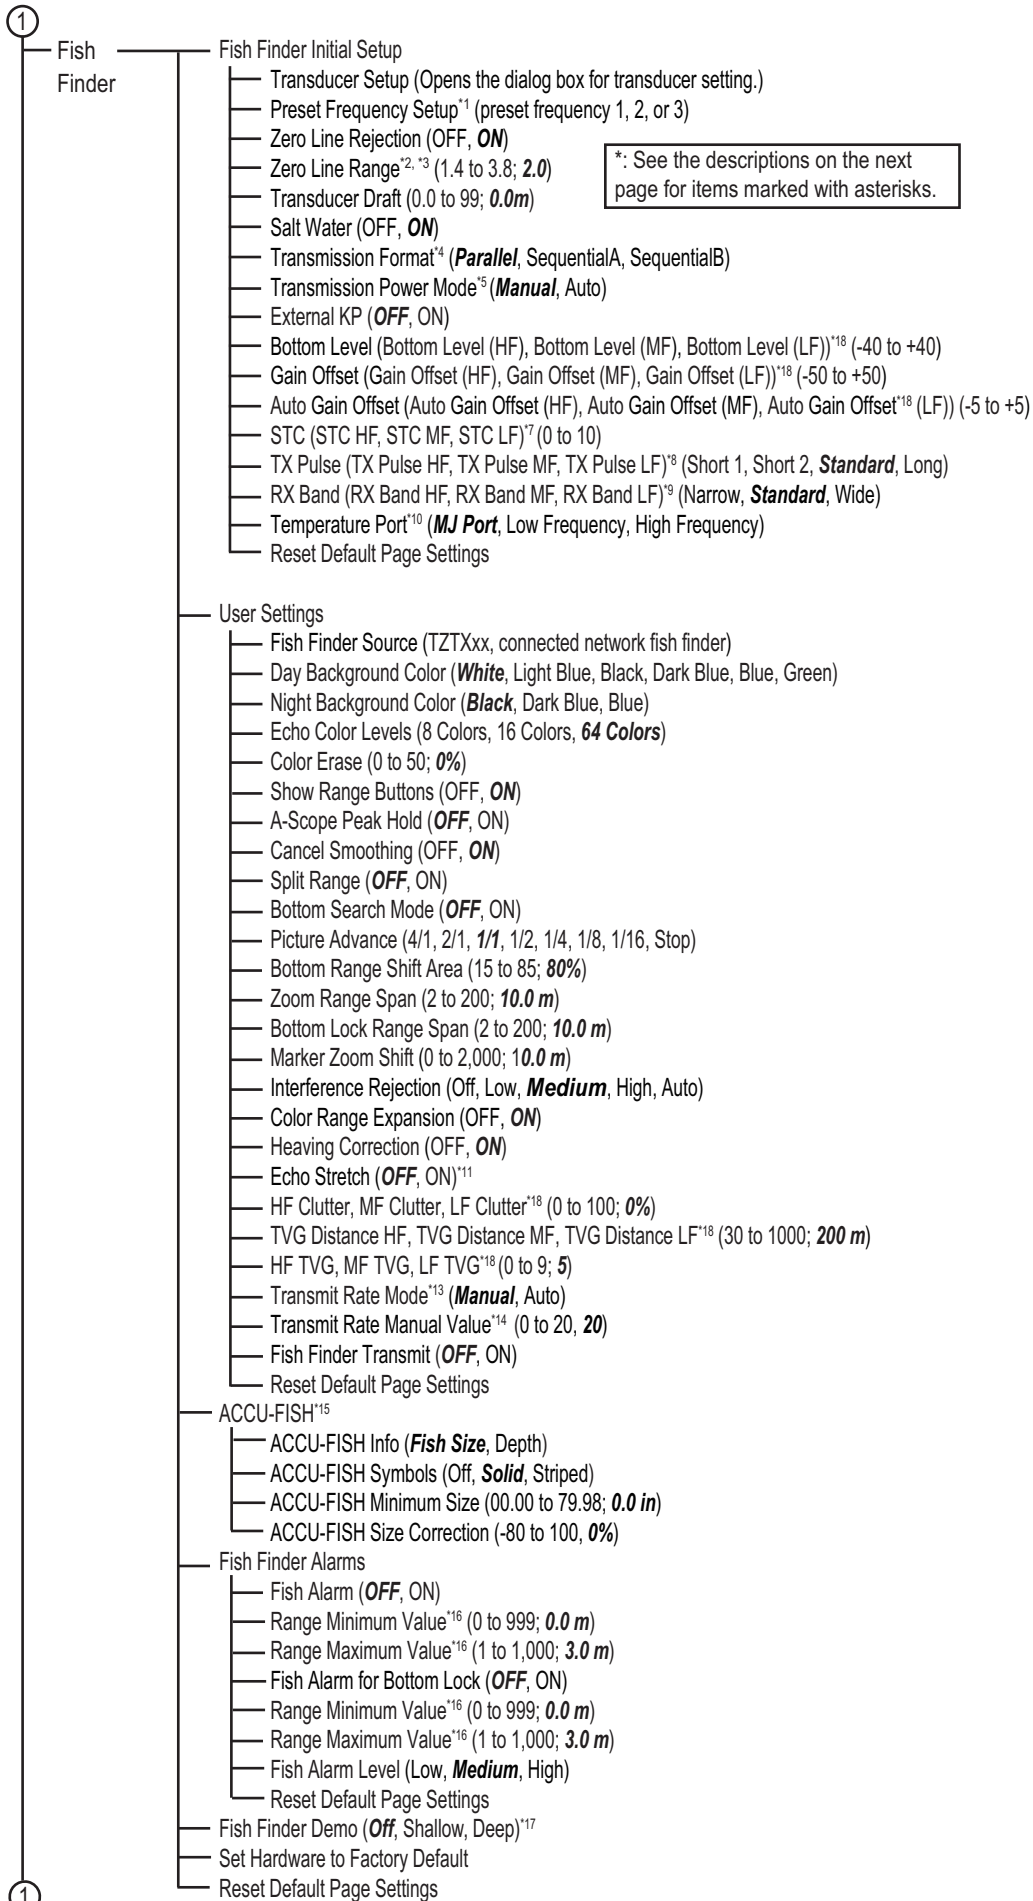 1
Fish Finder
Fish Finder Initial Setup
Transducer Setup (Opens the dialog box for transducer setting.)
Preset Frequency Setup*1 (preset frequency 1, 2, or 3)
Zero Line Rejection (OFF, ON)
Zero Line Range*2, *3 (1.4 to 3.8; 2.0)
*: See the descriptions on the next
page for items marked with asterisks.
Transducer Draft (0.0 to 99; 0.0m)
Salt Water (OFF, ON)
Transmission Format*4 (Parallel, SequentialA, SequentialB)
Transmission Power Mode*5 (Manual, Auto)
External KP (OFF, ON)
Bottom Level (Bottom Level (HF), Bottom Level (MF), Bottom Level (LF))*18 (-40 to +40)
Gain Offset (Gain Offset (HF), Gain Offset (MF), Gain Offset (LF))*18 (-50 to +50)
Auto Gain Offset (Auto Gain Offset (HF), Auto Gain Offset (MF), Auto Gain Offset*18 (LF)) (-5 to +5)
STC (STC HF, STC MF, STC LF)*7 (0 to 10)
TX Pulse (TX Pulse HF, TX Pulse MF, TX Pulse LF)*8 (Short 1, Short 2, Standard, Long)
RX Band (RX Band HF, RX Band MF, RX Band LF)*9 (Narrow, Standard, Wide)
Temperature Port*10 (MJ Port, Low Frequency, High Frequency)
Reset Default Page Settings
User Settings
Fish Finder Source (TZTXxx, connected network fish finder)
Day Background Color (White, Light Blue, Black, Dark Blue, Blue, Green)
Night Background Color (Black, Dark Blue, Blue)
Echo Color Levels (8 Colors, 16 Colors, 64 Colors)
Color Erase (0 to 50; 0%)
Show Range Buttons (OFF, ON)
A-Scope Peak Hold (OFF, ON)
Cancel Smoothing (OFF, ON)
Split Range (OFF, ON)
Bottom Search Mode (OFF, ON)
Picture Advance (4/1, 2/1, 1/1, 1/2, 1/4, 1/8, 1/16, Stop)
Bottom Range Shift Area (15 to 85; 80%)
Zoom Range Span (2 to 200; 10.0 m)
Bottom Lock Range Span (2 to 200; 10.0 m)
Marker Zoom Shift (0 to 2,000; 10.0 m)
Interference Rejection (Off, Low, Medium, High, Auto)
Color Range Expansion (OFF, ON)
Heaving Correction (OFF, ON)
Echo Stretch (OFF, ON)*11
HF Clutter, MF Clutter, LF Clutter*18 (0 to 100; 0%)
TVG Distance HF, TVG Distance MF, TVG Distance LF*18 (30 to 1000; 200 m)
HF TVG, MF TVG, LF TVG*18 (0 to 9; 5)
Transmit Rate Mode*13 (Manual, Auto)
Transmit Rate Manual Value*14 (0 to 20, 20)
Fish Finder Transmit (OFF, ON)
Reset Default Page Settings
ACCU-FISH*15
ACCU-FISH Info (Fish Size, Depth)
ACCU-FISH Symbols (Off, Solid, Striped)
ACCU-FISH Minimum Size (00.00 to 79.98; 0.0 in)
ACCU-FISH Size Correction (-80 to 100, 0%)
Fish Finder Alarms
Fish Alarm (OFF, ON)
Range Minimum Value*16 (0 to 999; 0.0 m)
Range Maximum Value*16 (1 to 1,000; 3.0 m)
Fish Alarm for Bottom Lock (OFF, ON)
Range Minimum Value*16 (0 to 999; 0.0 m)
Range Maximum Value*16 (1 to 1,000; 3.0 m)
Fish Alarm Level (Low, Medium, High)
Reset Default Page Settings
Fish Finder Demo (Off, Shallow, Deep)*17
Set Hardware to Factory Default
Reset Default Page Settings
1